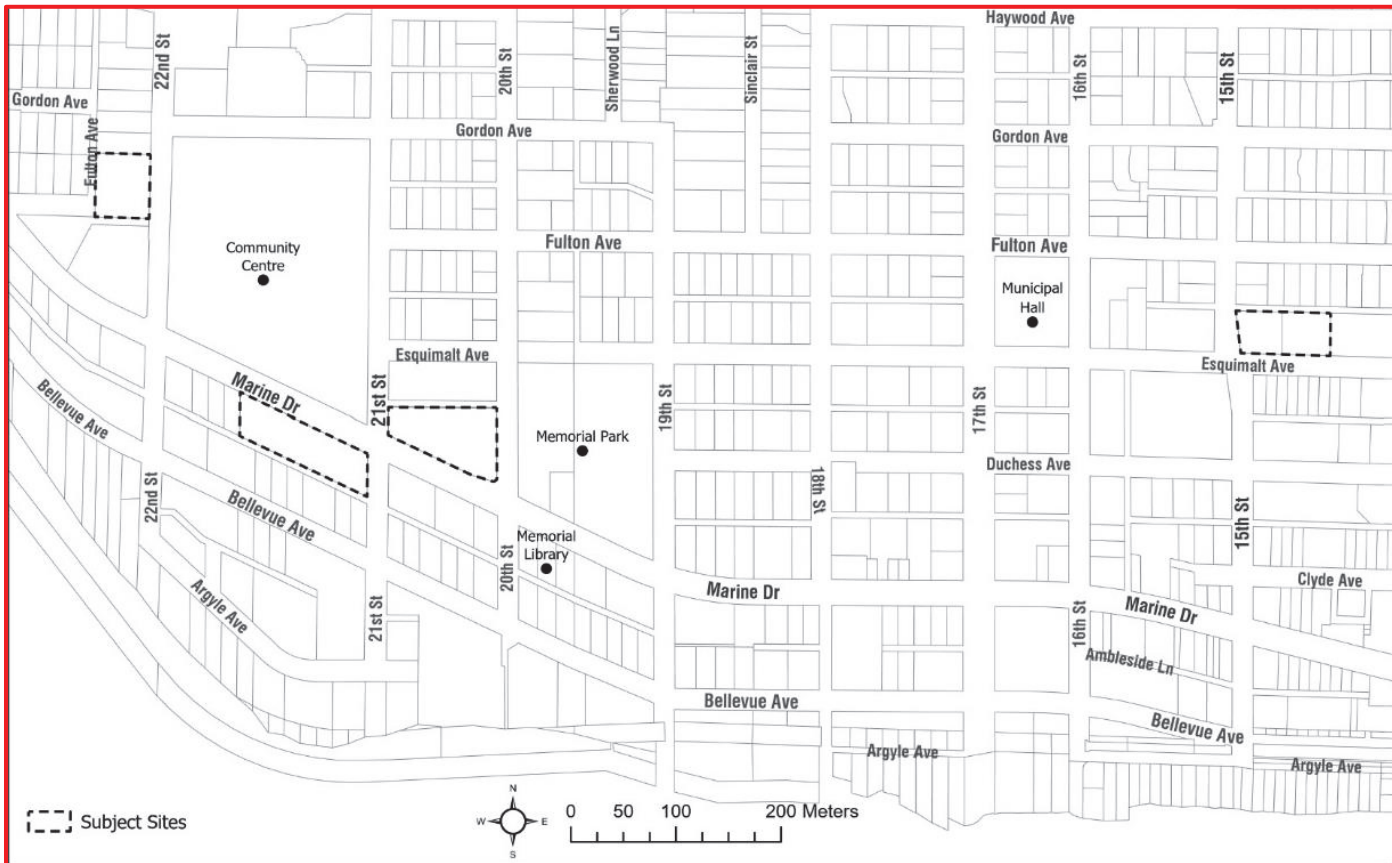 Haywood Ave
22nd St
20th St
Sherwood Ln
Sinclair St
16th St
15th St
Gordon Ave
Gordon Ave
Gordon Ave
Fulton Ave
Fulton Ave
Fulton Ave
Community
Centre
Municipal
Hall
Esquimalt Ave
Esquimalt Ave
Marine Dr
21st St
19th St
17th St
Bellevue Ave
Memorial Park
Duchess Ave
22nd St
18th St
Bellevue Ave
15th St
20th St
Memorial
Library
Clyde Ave
Argyle Ave
Marine Dr
Marine Dr
21st St
16th St
Ambleside Ln
Bellevue Ave
Bellevue Ave
Argyle Ave
Argyle Ave
Subject Sites
N
W
E
S
0 50 100 200 Meters